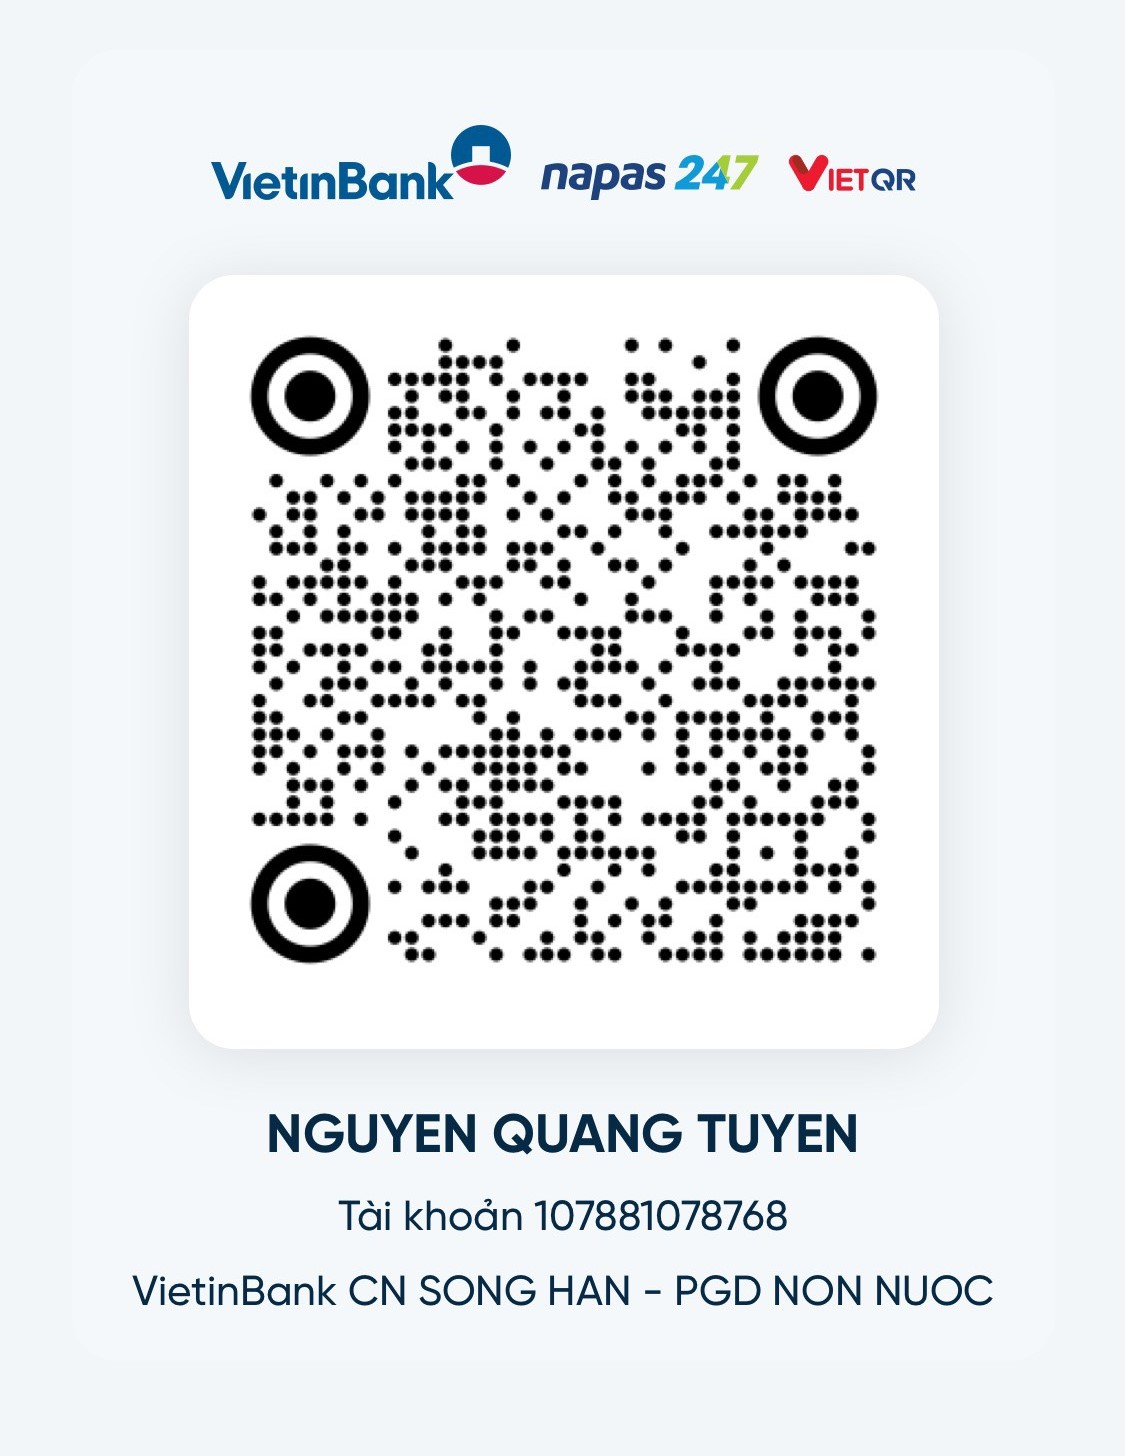 VietinBank napas 247 VIETQR
NGUYEN QUANG TUYEN
Tài khoản 107881078768
VietinBank CN SONG HAN - PGD NON NUOC